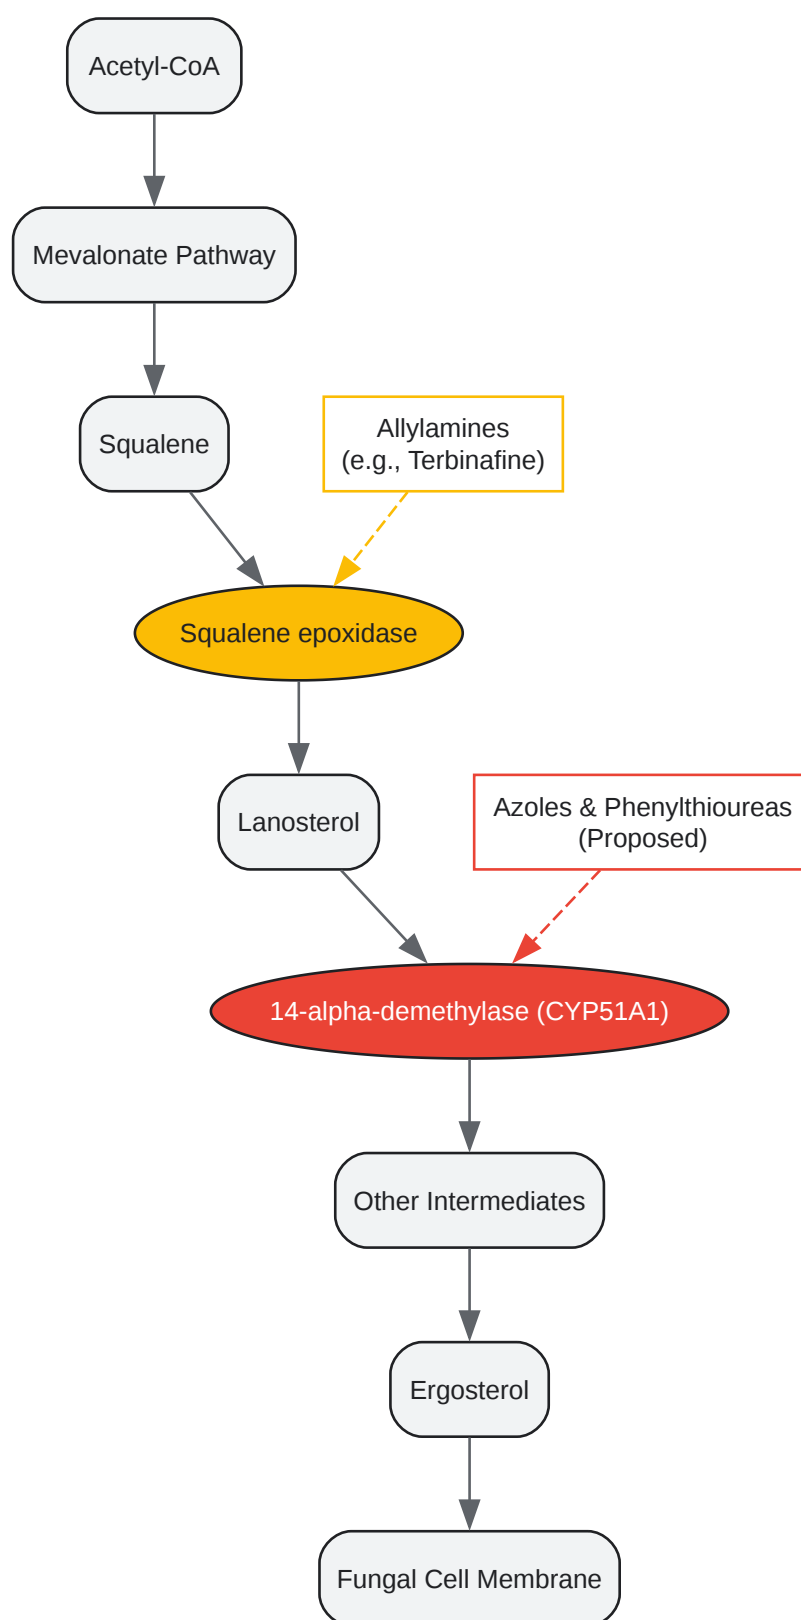 Acetyl-CoA
Mevalonate Pathway
Squalene
Allylamines
(e.g., Terbinafine)
Squalene epoxidase
Lanosterol
Azoles & Phenylthioureas
(Proposed)
14-alpha-demethylase (CYP51A1)
Other Intermediates
Ergosterol
Fungal Cell Membrane